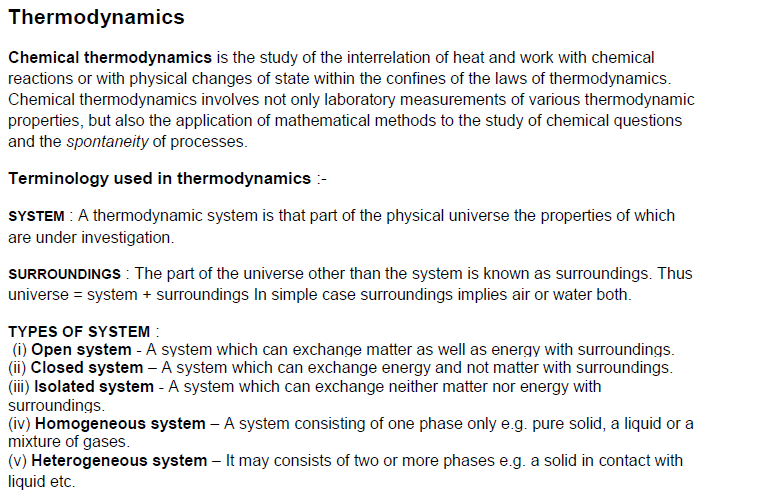 Thermodynamics
Chemical thermodynamics is the study of the interrelation of heat and work with chemical
reactions or with physical changes of state within the confines of the laws of thermodynamics.
Chemical thermodynamics involves not only laboratory measurements of various thermodynamic
properties, but also the application of mathematical methods to the study of chemical questions
and the spontaneity of processes.
Terminology used in thermodynamics :-
SYSTEM : A thermodynamic system is that part of the physical universe the properties of which
are under investigation.
SURROUNDINGS : The part of the universe other than the system is known as surroundings. Thus
universe = system + surroundings In simple case surroundings implies air or water both.
TYPES OF SYSTEM :
(i) Open system - A system which can exchange matter as well as energy with surroundings.
(ii) Closed system – A system which can exchange energy and not matter with surroundings.
(iii) Isolated system - A system which can exchange neither matter nor energy with
surroundings.
(iv) Homogeneous system – A system consisting of one phase only e.g. pure solid, a liquid or a
mixture of gases.
(v) Heterogeneous system – It may consists of two or more phases e.g. a solid in contact with
liquid etc.